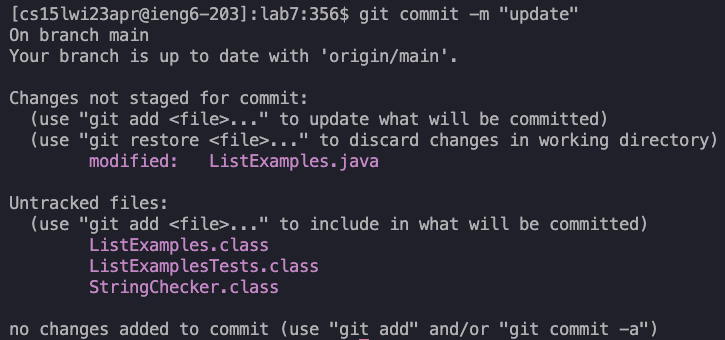 [cs15lwi23apr@ieng6-203]:lab7:356$ git commit -m "update"
On branch main
Your branch is up to date with 'origin/main'.

Changes not staged for commit:
  (use "git add <file>..." to update what will be committed)
  (use "git restore <file>..." to discard changes in working directory)
        modified:   ListExamples.java

Untracked files:
  (use "git add <file>..." to include in what will be committed)
        ListExamples.class
        ListExamplesTests.class
        StringChecker.class

no changes added to commit (use "git add" and/or "git commit -a")